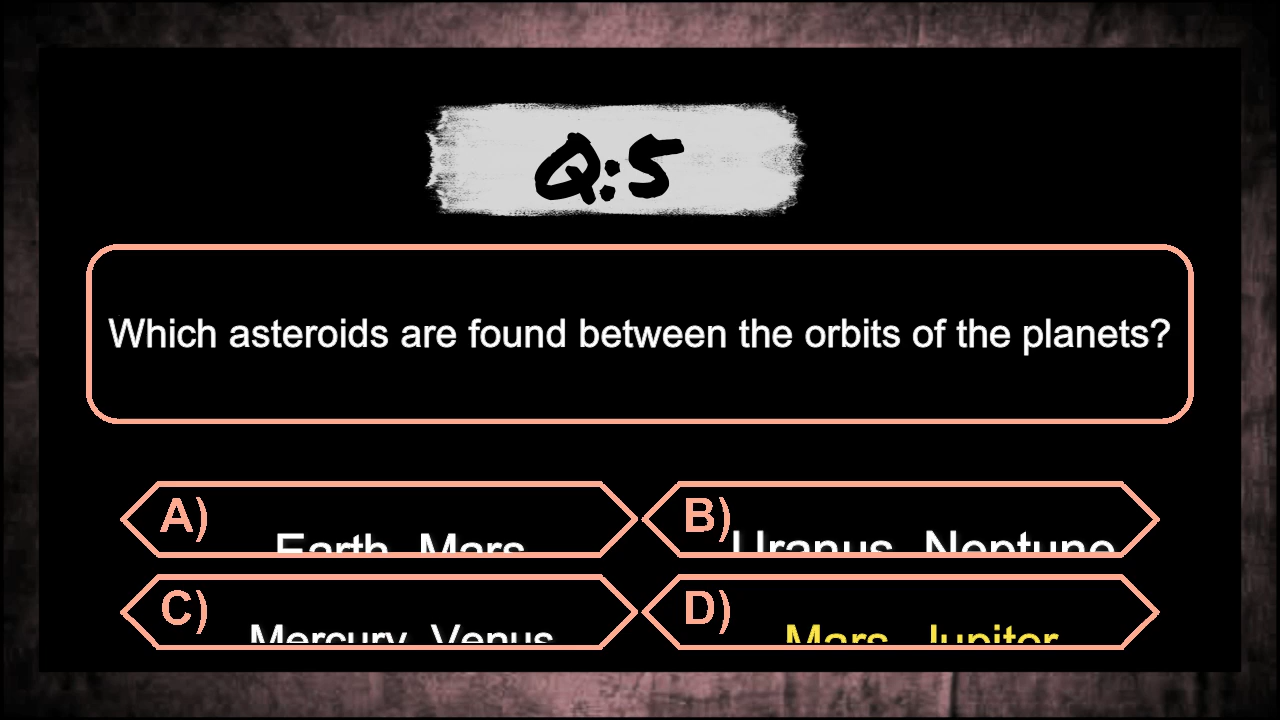 Q:5
Which asteroids are found between the orbits of the planets?
A) Earth Mars
B) Uranus Neptune
C) Mercury Venus
D) Mars Jupiter